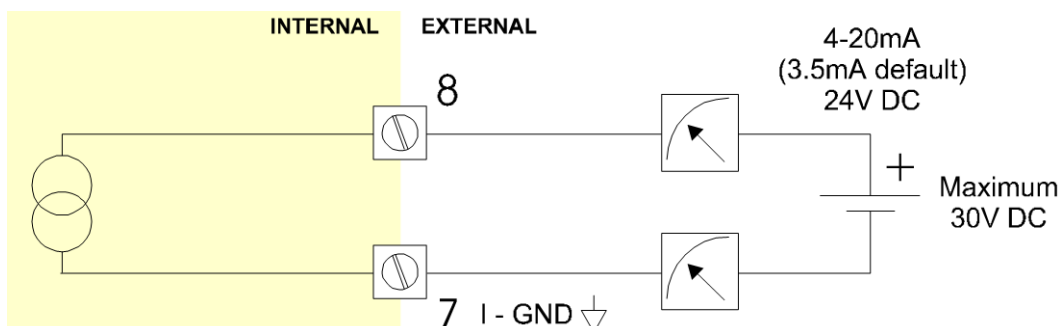 INTERNAL EXTERNAL
8
4-20mA
(3.5mA default)
24V DC
+
Maximum
30V DC
7 I - GND